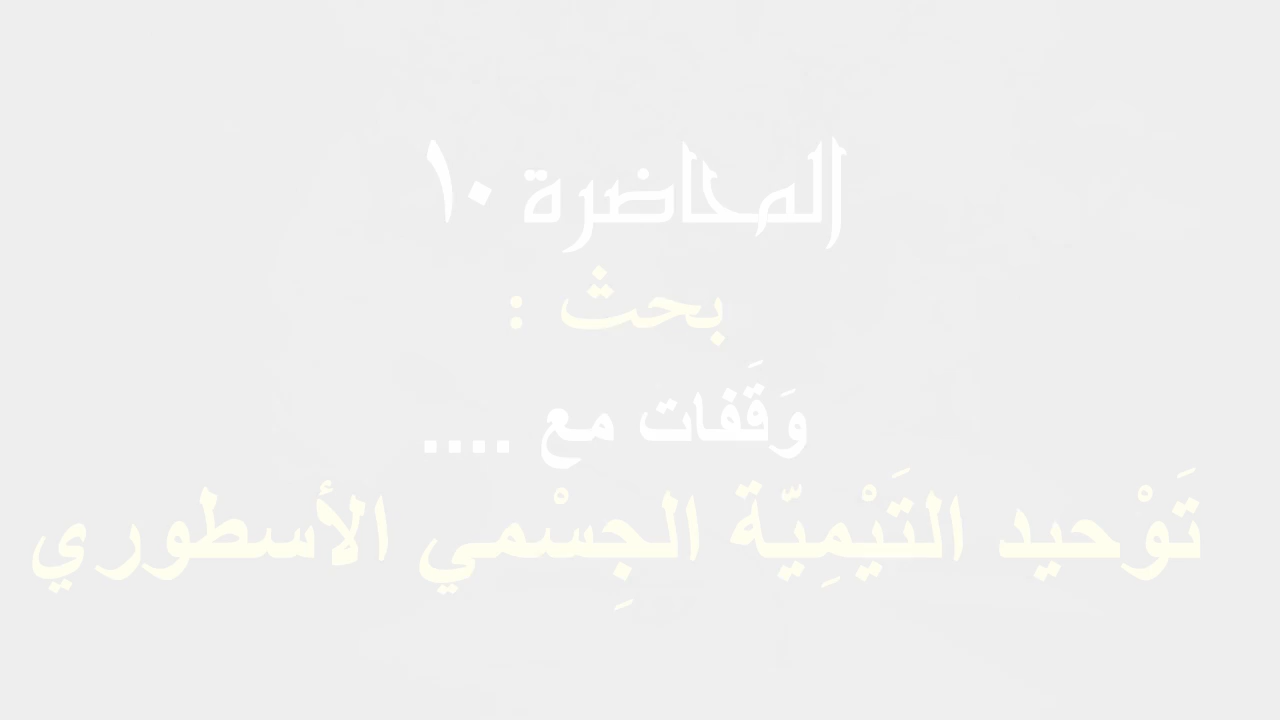 المحاضرة ١٠
بحث :
وَقَفات مع ....
تَوْحيد التَيْمِيّة الجِسْمي الأسطوري